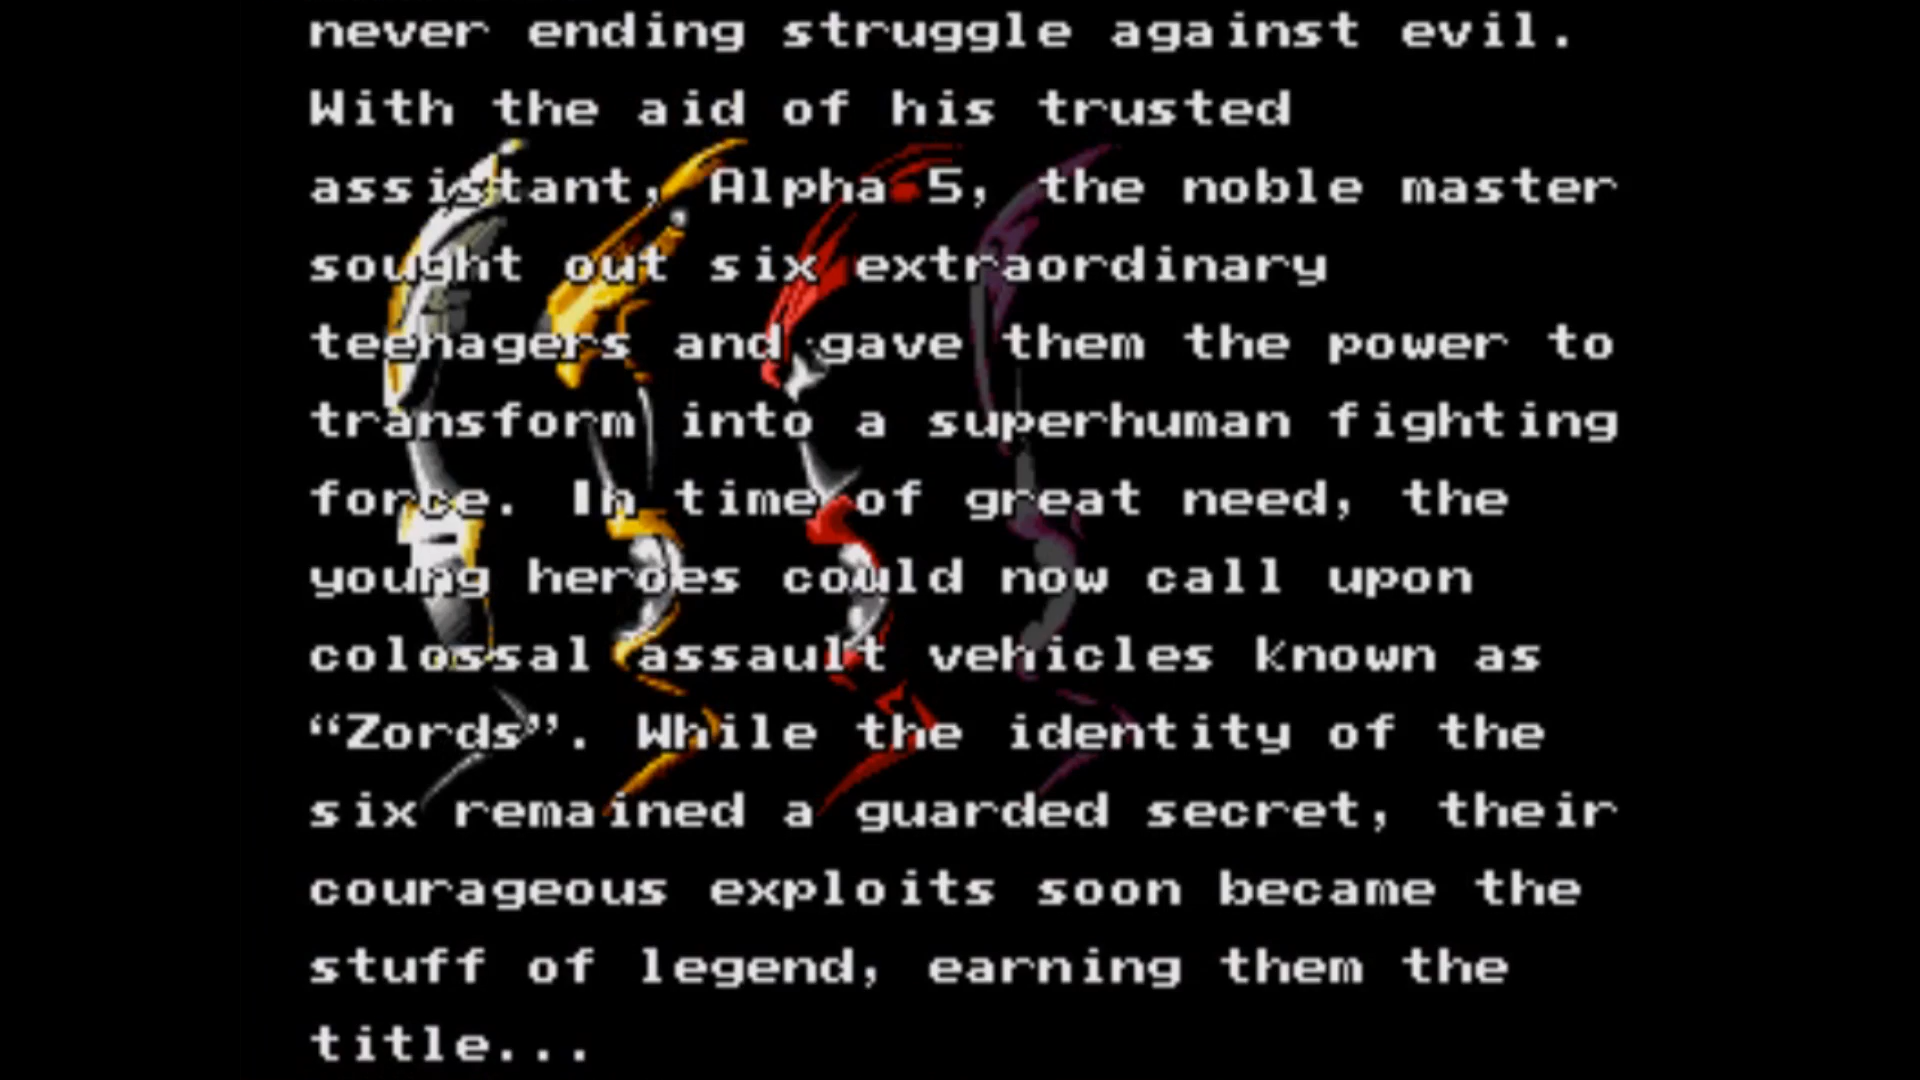 never ending struggle against evil.
With the aid of his trusted
assistant, Alpha 5, the noble master
sought out six extraordinary
teenagers and gave them the power to
transform into a superhuman fighting
force. In time of great need, the
young heroes could now call upon
colossal assault vehicles known as
“Zords”. While the identity of the
six remained a guarded secret, their
courageous exploits soon became the
stuff of legend, earning them the
title...